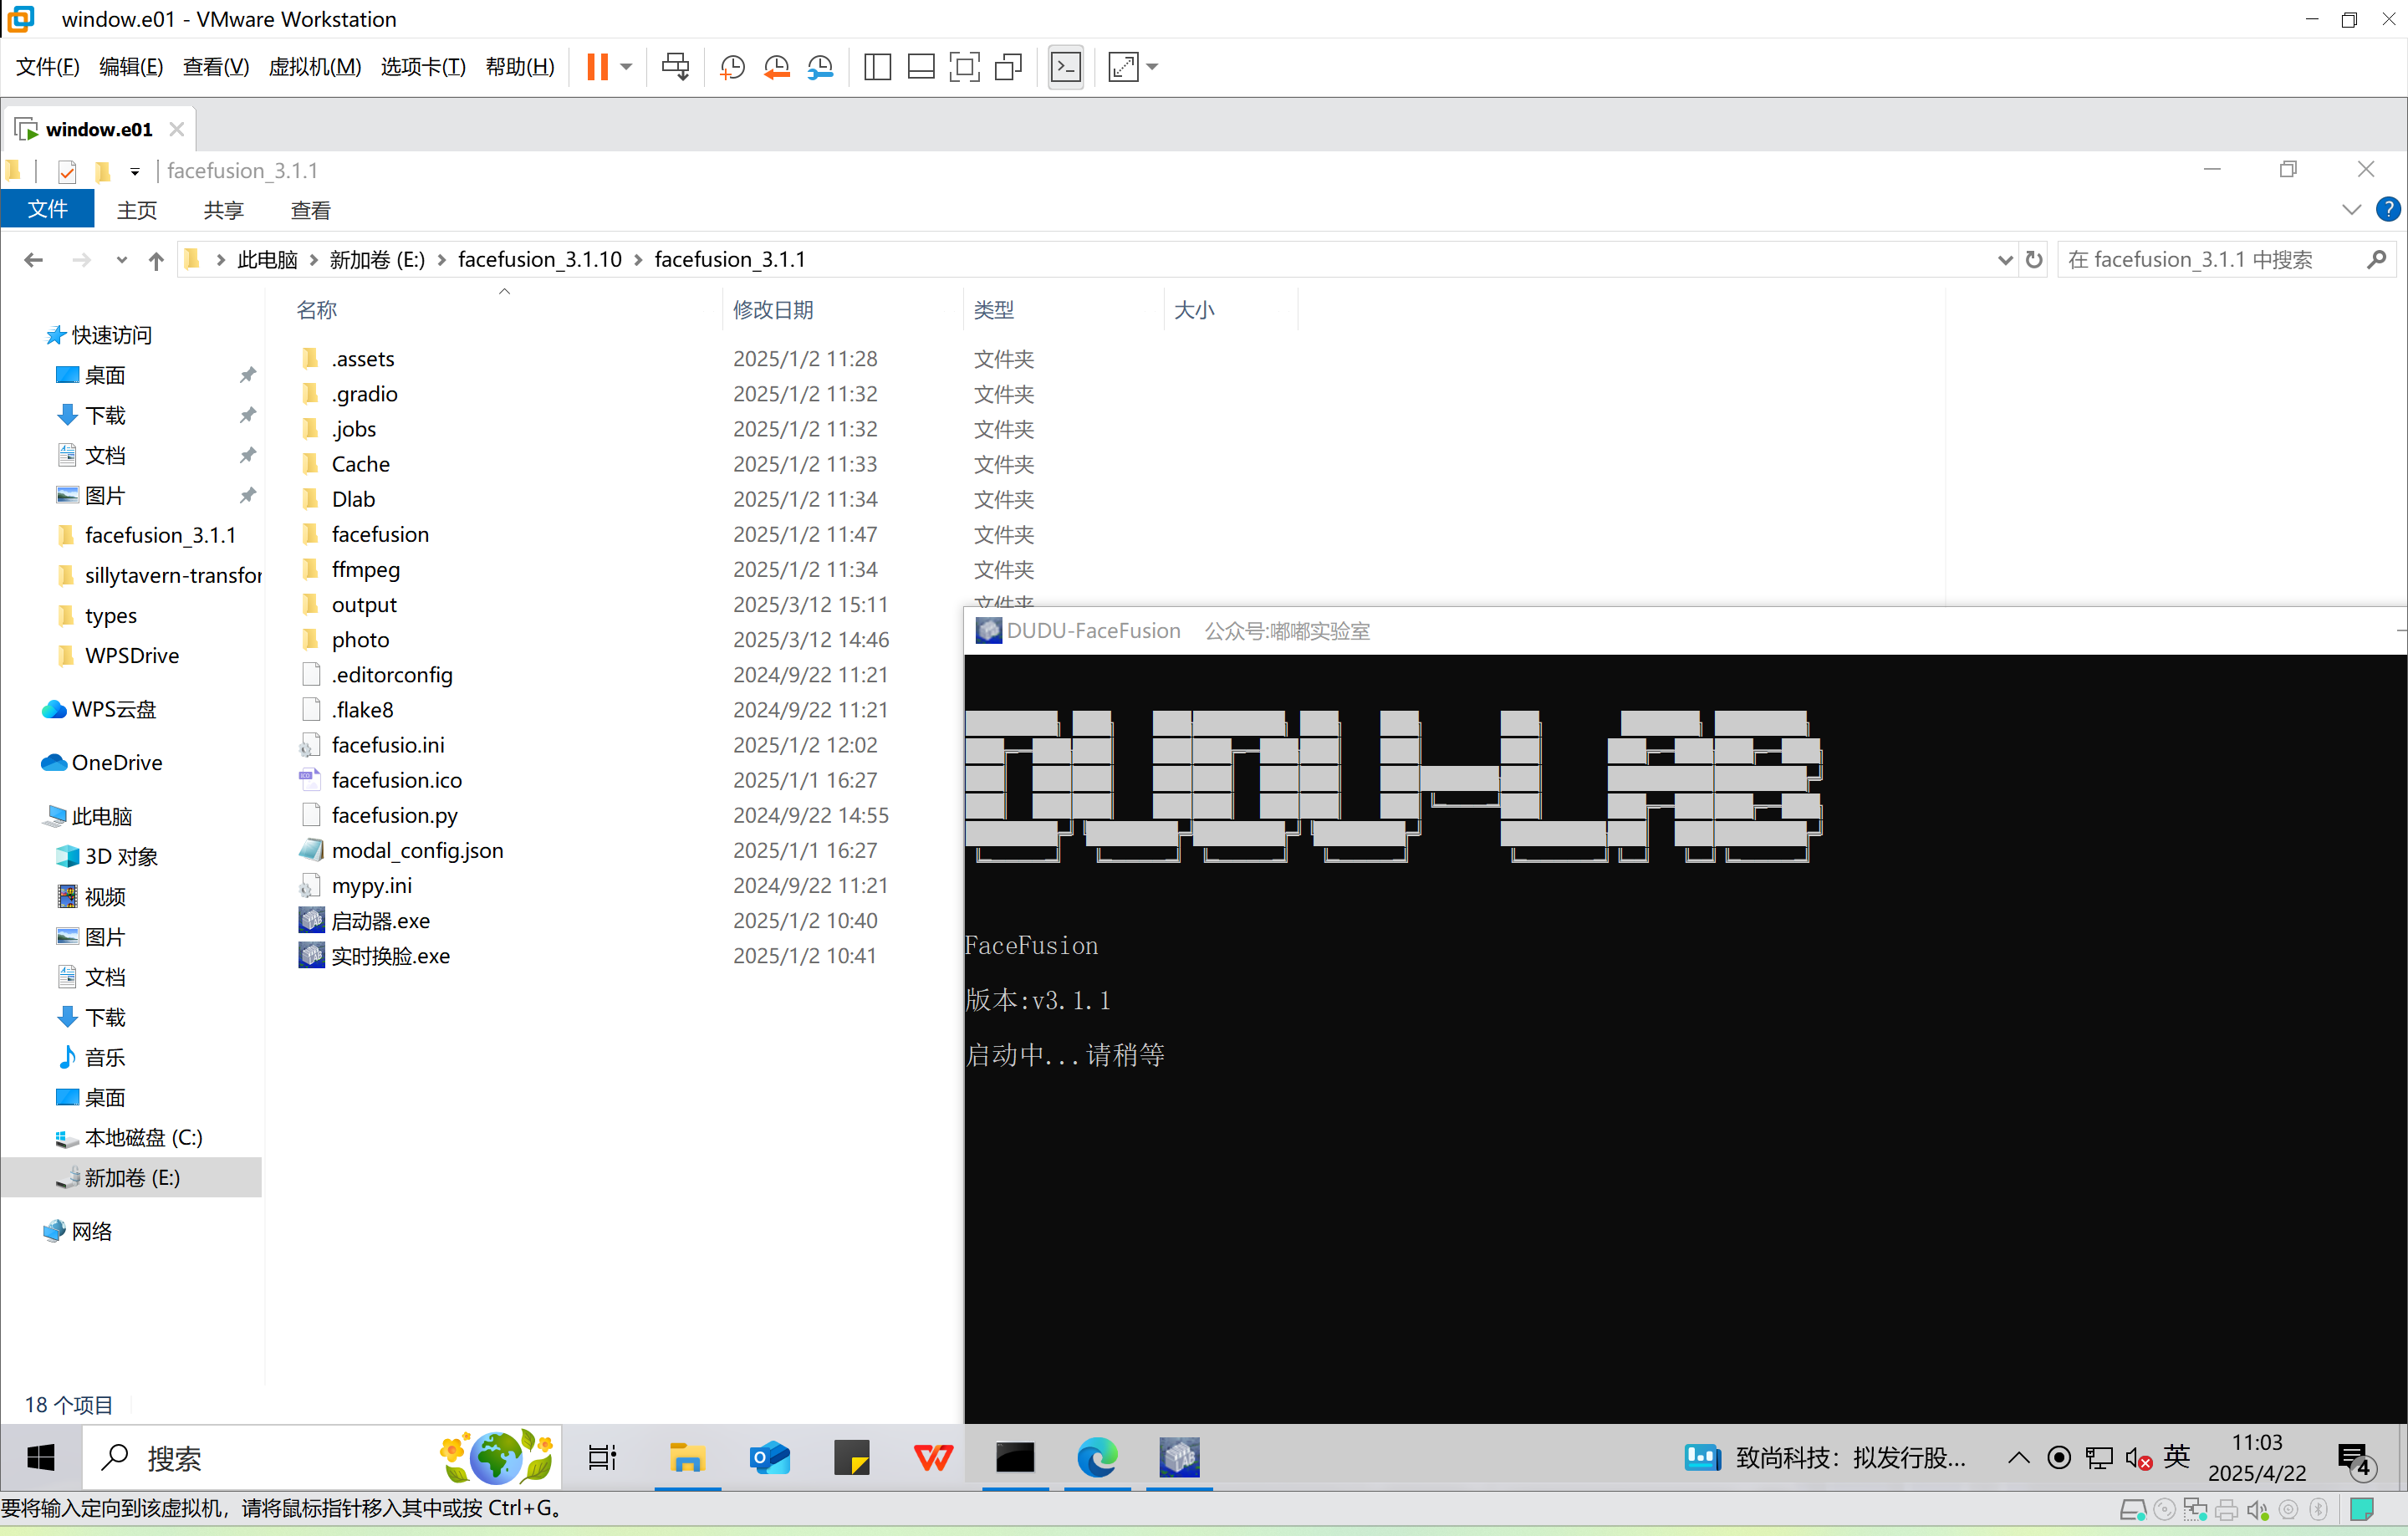 window.e01 - VMware Workstation
文件(F) 编辑(E) 查看(V) 虚拟机(M) 选项卡(T) 帮助(H)
window.e01
facefusion_3.1.1
文件 主页 共享 查看
此电脑 新加卷 (E:) facefusion_3.1.10 facefusion_3.1.1
在 facefusion_3.1.1 中搜索
快速访问
桌面
下载
文档
图片
facefusion_3.1.1
sillytavern-transfor
types
WPSDrive
WPS云盘
OneDrive
此电脑
3D 对象
视频
图片
文档
下载
音乐
桌面
本地磁盘 (C:)
新加卷 (E:)
网络
名称 修改日期 类型 大小
.assets 2025/1/2 11:28 文件夹
.gradio 2025/1/2 11:32 文件夹
.jobs 2025/1/2 11:32 文件夹
Cache 2025/1/2 11:33 文件夹
Dlab 2025/1/2 11:34 文件夹
facefusion 2025/1/2 11:47 文件夹
ffmpeg 2025/1/2 11:34 文件夹
output 2025/3/12 15:11 文件夹
photo 2025/3/12 14:46
.editorconfig 2024/9/22 11:21
.flake8 2024/9/22 11:21
facefusio.ini 2025/1/2 12:02
facefusion.ico 2025/1/1 16:27
facefusion.py 2024/9/22 14:55
modal_config.json 2025/1/1 16:27
mypy.ini 2024/9/22 11:21
启动器.exe 2025/1/2 10:40
实时换脸.exe 2025/1/2 10:41
DUDU-FaceFusion 公众号:嘟嘟实验室
DUDU-LAB
FaceFusion
版本:v3.1.1
启动中...请稍等
18 个项目
搜索
致尚科技：拟发行股...
英
11:03
2025/4/22
4
要将输入定向到该虚拟机，请将鼠标指针移入其中或按 Ctrl+G。